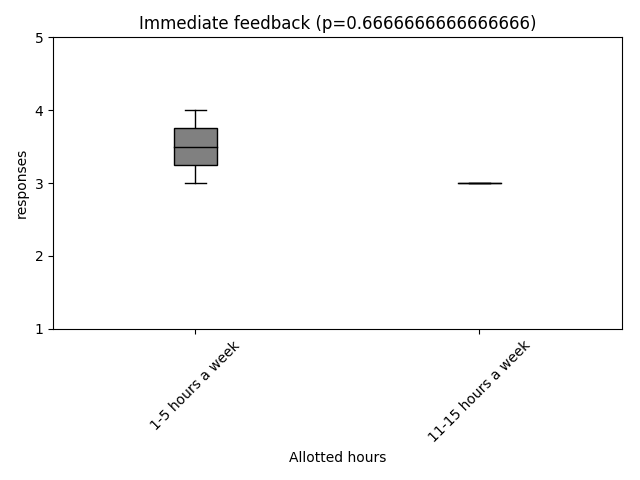 Immediate feedback (p=0.6666666666666666)
5
4
3
2
1
responses
1-5 hours a week
11-15 hours a week
Allotted hours